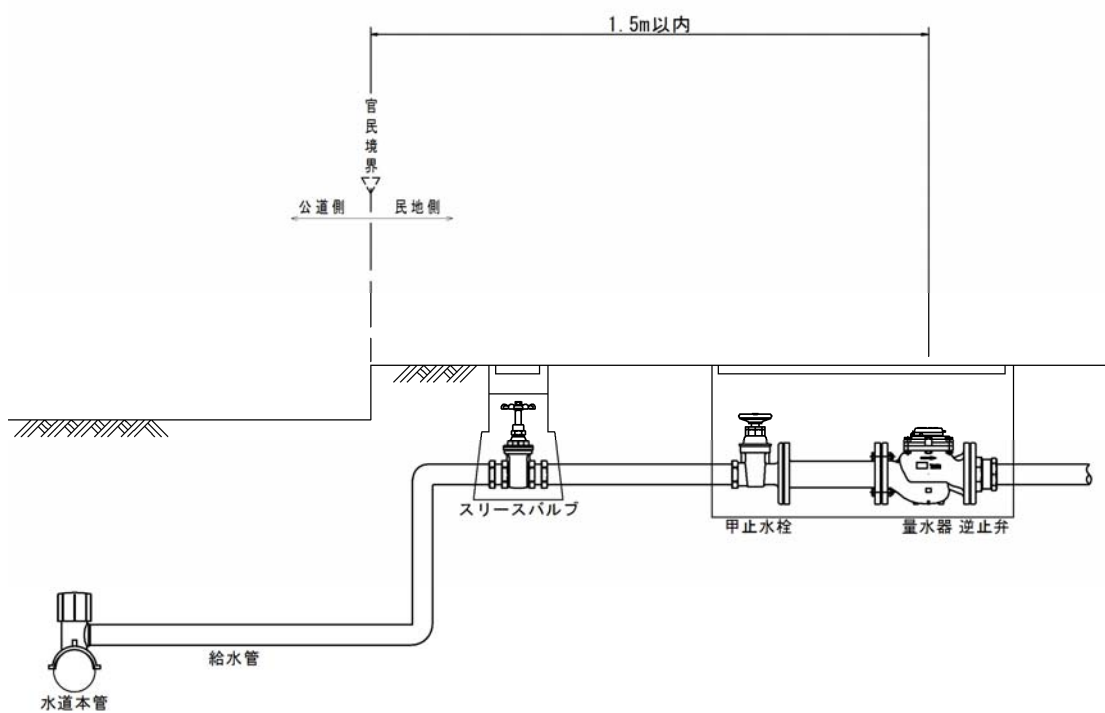 1.5m以内
官民境界
公道側
民地側
スリースバルブ
甲止水栓
量水器
逆止弁
給水管
水道本管